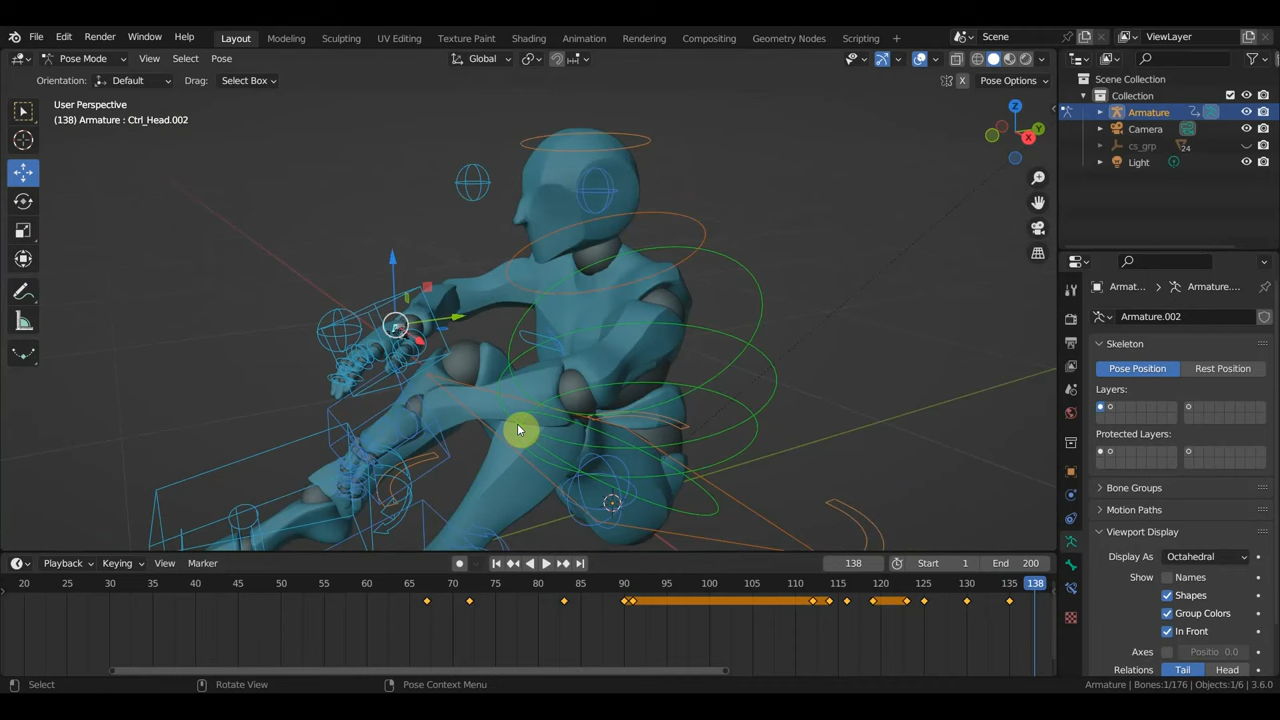 File Edit Render Window Help Layout Modeling Sculpting UV Editing Texture Paint Shading Animation Rendering Compositing Geometry Nodes Scripting + Scene ViewLayer
Pose Mode View Select Pose Global
Orientation: Default Drag: Select Box X Pose Options
Scene Collection
Collection
Armature
Camera
cs_grp 24
Light
User Perspective
(138) Armature : Ctrl_Head.002
Z
Y
X
Armat... Armature....
Armature.002
Skeleton
Pose Position Rest Position
Layers:
Protected Layers:
Bone Groups
Motion Paths
Viewport Display
Display As Octahedral
Show Names
Shapes
Group Colors
In Front
Axes Positio 0.0
Relations Tail Head
Playback Keying View Marker 138 Start 1 End 200
20 25 30 35 40 45 50 55 60 65 70 75 80 85 90 95 100 105 110 115 120 125 130 135 138
Select Rotate View Pose Context Menu Armature | Bones:1/176 | Objects:1/6 | 3.6.0